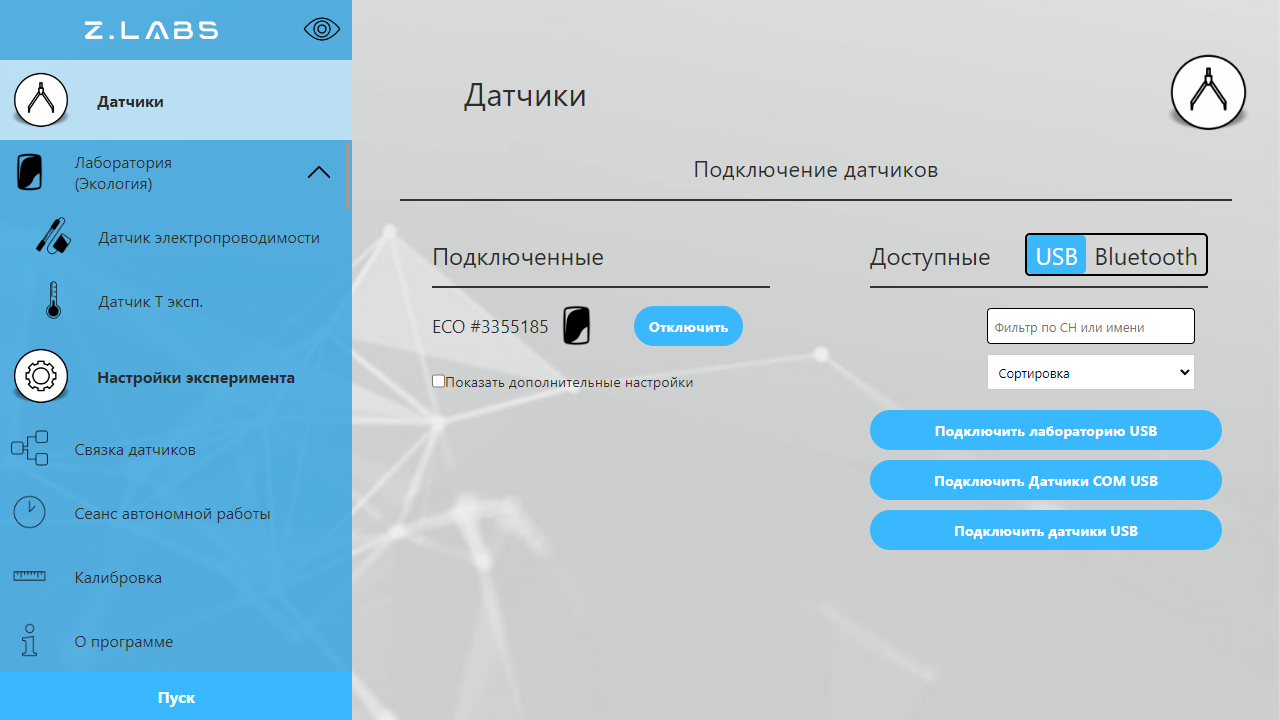 Z.LABS
Датчики
Лаборатория
(Экология)
Датчик электропроводимости
Датчик Т эксп.
Настройки эксперимента
Связка датчиков
Сеанс автономной работы
Калибровка
О программе
Пуск
Датчики
Подключение датчиков
Подключенные
ECO #3355185
Отключить
Показать дополнительные настройки
Доступные
USB Bluetooth
Фильтр по СН или имени
Сортировка
Подключить лабораторию USB
Подключить Датчики COM USB
Подключить датчики USB